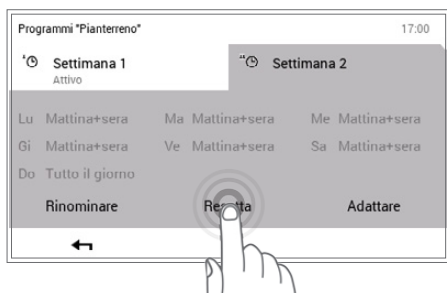 Programmi "Pianterreno" 17:00
Settimana 1 Settimana 2
Attivo
Lu Mattina+sera Ma Mattina+sera Me Mattina+sera
Gi Mattina+sera Ve Mattina+sera Sa Mattina+sera
Do Tutto il giorno
Rinominare Resetta Adattare